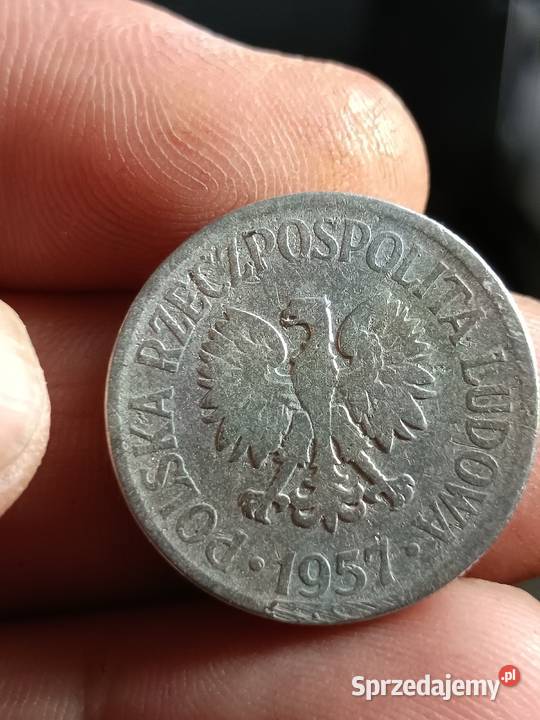 POLSKA RZECZPOSPOLITA LUDOWA
• 1957 •
Sprzedajemy.pl